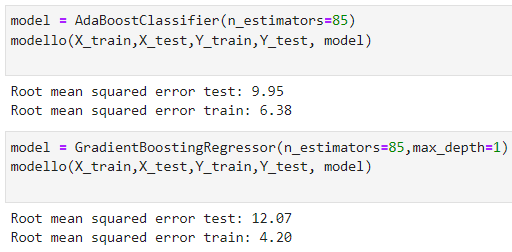 model = AdaBoostClassifier(n_estimators=85)
modello(X_train,X_test,Y_train,Y_test, model)
Root mean squared error test: 9.95
Root mean squared error train: 6.38
model = GradientBoostingRegressor(n_estimators=85,max_depth=1)
modello(X_train,X_test,Y_train,Y_test, model)
Root mean squared error test: 12.07
Root mean squared error train: 4.20